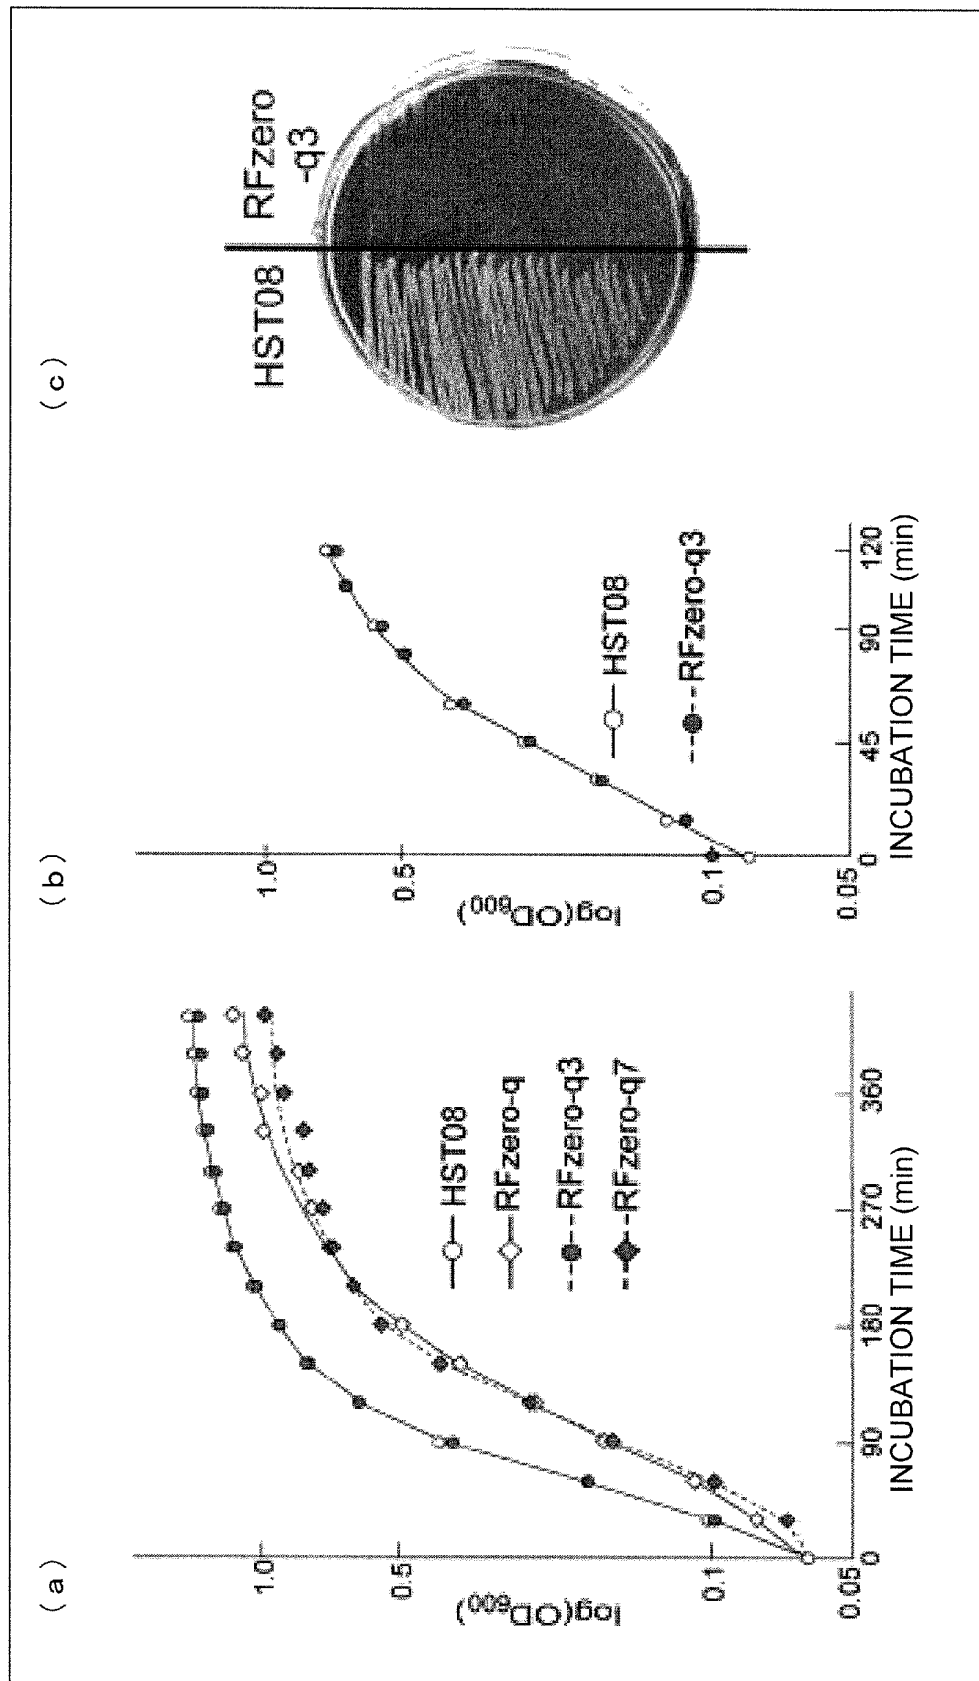 (a)
log(OD600)
1.0
0.5
0.1
0.05
0
90
180
270
360
INCUBATION TIME (min)
HST08
RFzero-q
RFzero-q3
RFzero-q7
(b)
log(OD600)
1.0
0.5
0.1
0.05
0
45
90
120
INCUBATION TIME (min)
HST08
RFzero-q3
(c)
HST08
RFzero
-q3